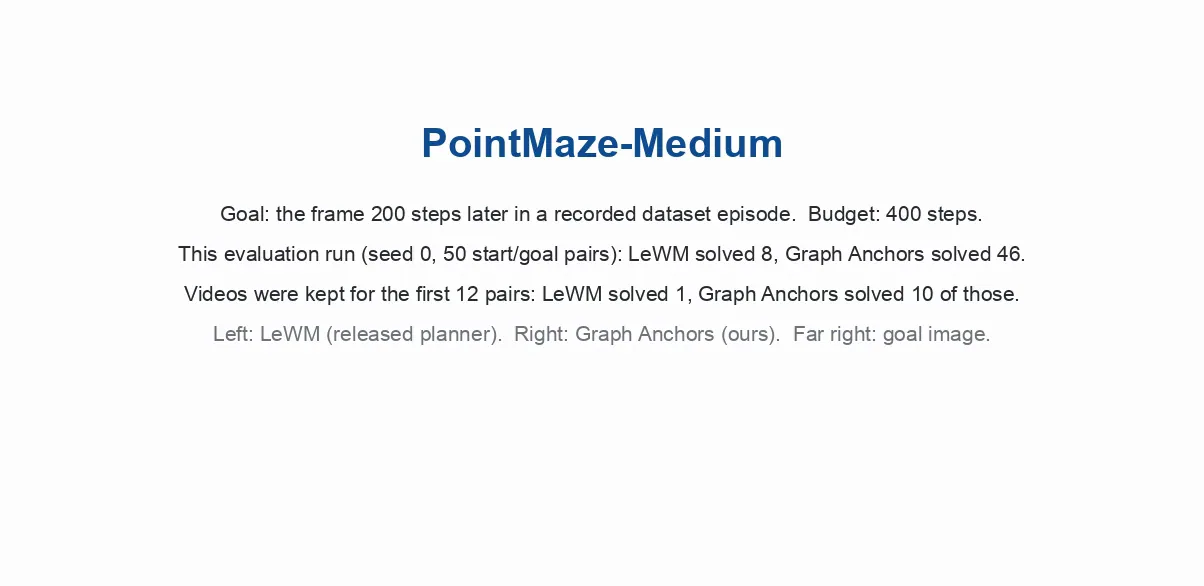 PointMaze-Medium
Goal: the frame 200 steps later in a recorded dataset episode.  Budget: 400 steps.
This evaluation run (seed 0, 50 start/goal pairs): LeWM solved 8, Graph Anchors solved 46.
Videos were kept for the first 12 pairs: LeWM solved 1, Graph Anchors solved 10 of those.
Left: LeWM (released planner).  Right: Graph Anchors (ours).  Far right: goal image.